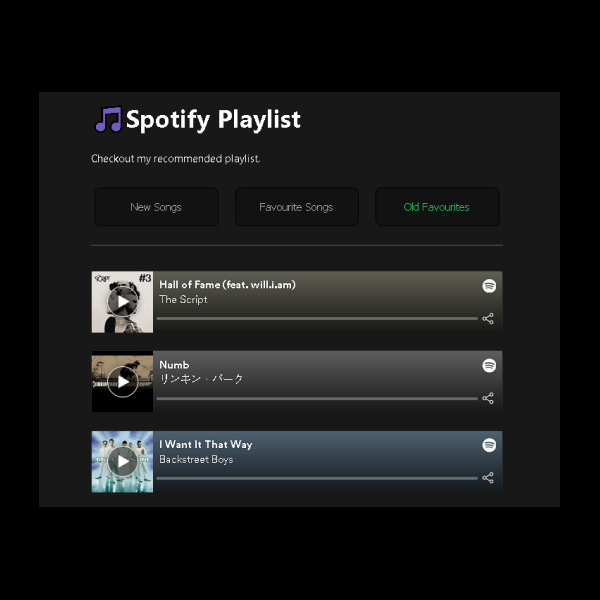 Spotify Playlist
Checkout my recommended playlist.
New Songs
Favourite Songs
Old Favourites
SCRIPT #3
Hall of Fame (feat. will.i.am)
The Script
Numb
リンキン・パーク
I Want It That Way
Backstreet Boys